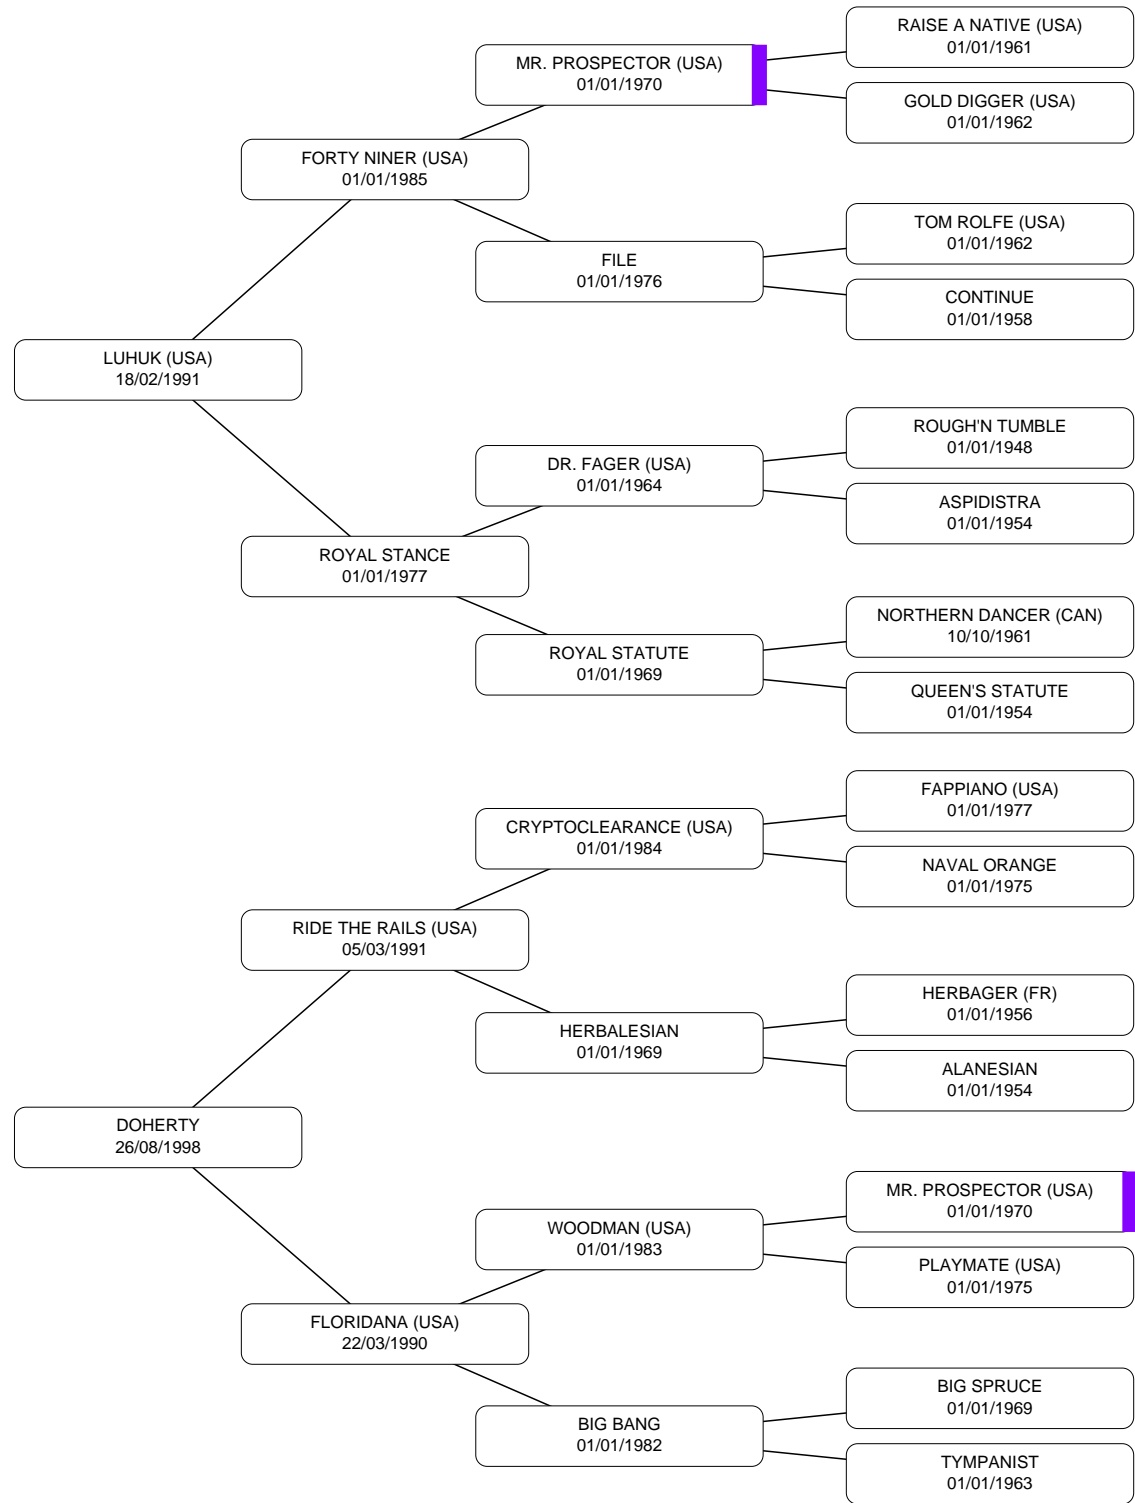 RAISE A NATIVE (USA)
01/01/1961
MR. PROSPECTOR (USA)
01/01/1970
GOLD DIGGER (USA)
01/01/1962
FORTY NINER (USA)
01/01/1985
TOM ROLFE (USA)
01/01/1962
FILE
01/01/1976
CONTINUE
01/01/1958
LUHUK (USA)
18/02/1991
ROUGH'N TUMBLE
01/01/1948
DR. FAGER (USA)
01/01/1964
ASPIDISTRA
01/01/1954
ROYAL STANCE
01/01/1977
NORTHERN DANCER (CAN)
10/10/1961
ROYAL STATUTE
01/01/1969
QUEEN'S STATUTE
01/01/1954
FAPPIANO (USA)
01/01/1977
CRYPTOCLEARANCE (USA)
01/01/1984
NAVAL ORANGE
01/01/1975
RIDE THE RAILS (USA)
05/03/1991
HERBAGER (FR)
01/01/1956
HERBALESIAN
01/01/1969
ALANESIAN
01/01/1954
DOHERTY
26/08/1998
MR. PROSPECTOR (USA)
01/01/1970
WOODMAN (USA)
01/01/1983
PLAYMATE (USA)
01/01/1975
FLORIDANA (USA)
22/03/1990
BIG SPRUCE
01/01/1969
BIG BANG
01/01/1982
TYMPANIST
01/01/1963